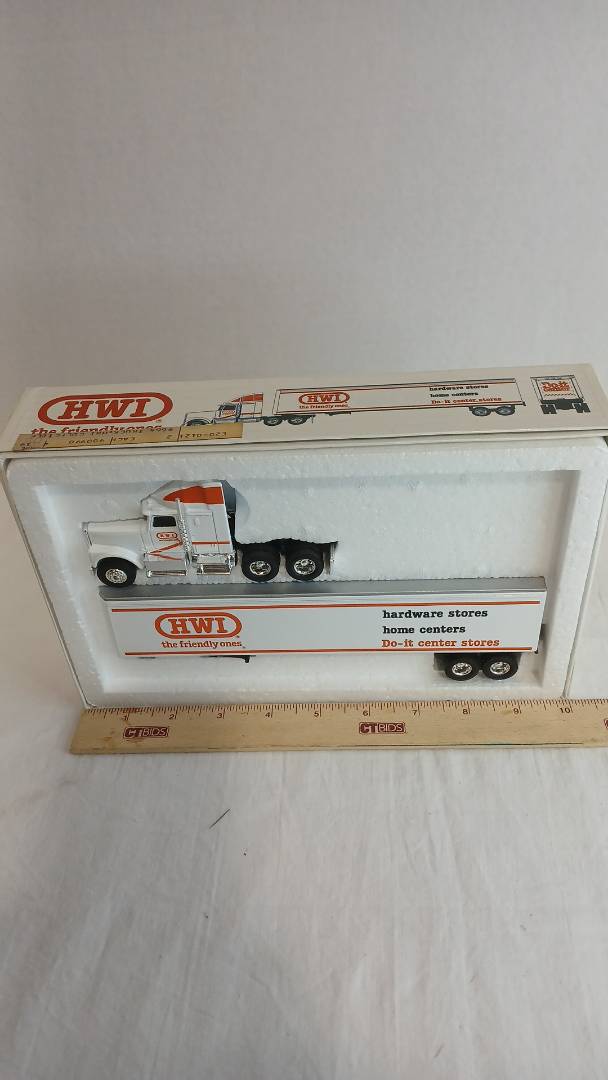 HWI
the friendly ones
HWI
the friendly ones
hardware stores
home centers
Do-it center stores
Do it
HWI
HWI
the friendly ones
hardware stores
home centers
Do-it center stores
1 2 3 4 5 6 7 8 9 10
CTBIDS CTBIDS